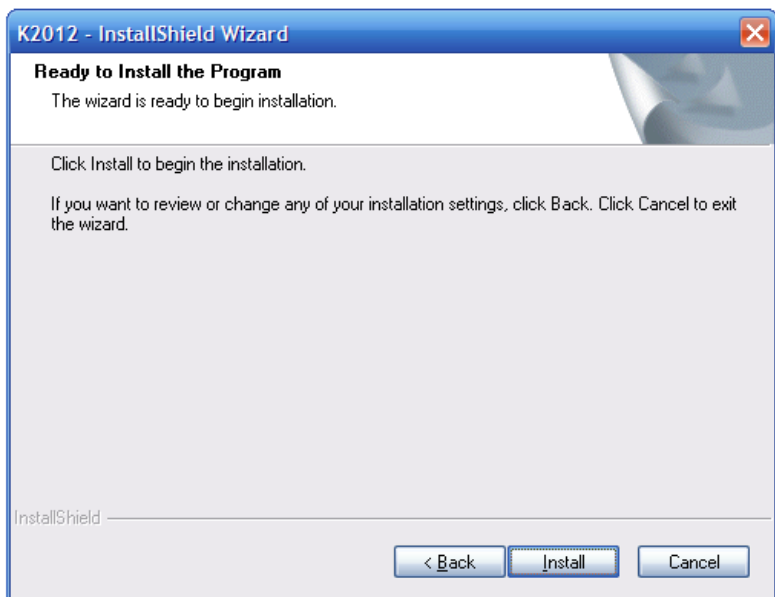 K2012 - InstallShield Wizard
Ready to Install the Program
The wizard is ready to begin installation.
Click Install to begin the installation.
If you want to review or change any of your installation settings, click Back. Click Cancel to exit
the wizard.
InstallShield
< Back Install Cancel